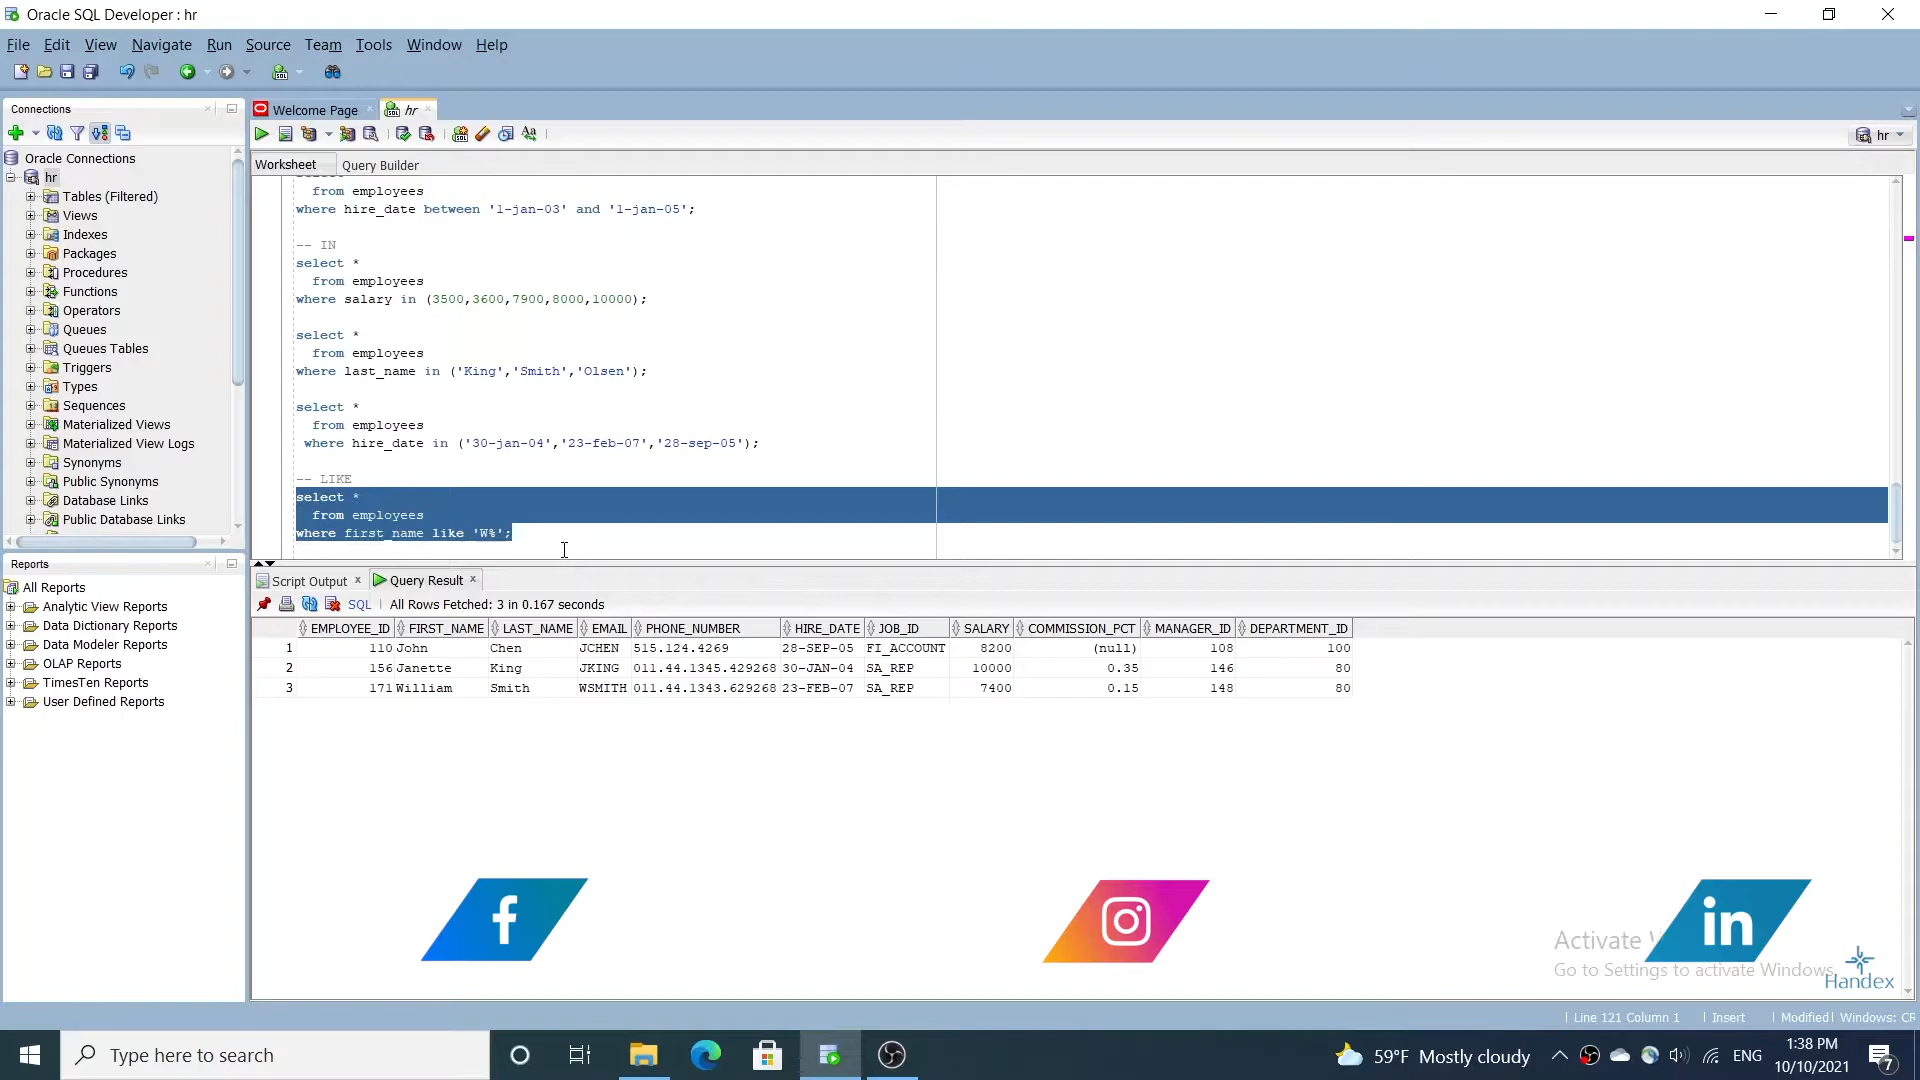 Oracle SQL Developer : hr
File Edit View Navigate Run Source Team Tools Window Help
Connections
Oracle Connections
hr
Tables (Filtered)
Views
Indexes
Packages
Procedures
Functions
Operators
Queues
Queues Tables
Triggers
Types
Sequences
Materialized Views
Materialized View Logs
Synonyms
Public Synonyms
Database Links
Public Database Links
Reports
All Reports
Analytic View Reports
Data Dictionary Reports
Data Modeler Reports
OLAP Reports
TimesTen Reports
User Defined Reports
Welcome Page hr
hr
Worksheet Query Builder
from employees
where hire_date between '1-jan-03' and '1-jan-05';
-- IN
select *
from employees
where salary in (3500,3600,7900,8000,10000);
select *
from employees
where last_name in ('King','Smith','Olsen');
select *
from employees
where hire_date in ('30-jan-04','23-feb-07','28-sep-05');
-- LIKE
select *
from employees
where first_name like 'W%';
Script Output Query Result
SQL All Rows Fetched: 3 in 0.167 seconds
EMPLOYEE_ID FIRST_NAME LAST_NAME EMAIL PHONE_NUMBER HIRE_DATE JOB_ID SALARY COMMISSION_PCT MANAGER_ID DEPARTMENT_ID
1 110 John Chen JCHEN 515.124.4269 28-SEP-05 FI_ACCOUNT 8200 (null) 108 100
2 156 Janette King JKING 011.44.1345.429268 30-JAN-04 SA_REP 10000 0.35 146 80
3 171 William Smith WSMITH 011.44.1343.629268 23-FEB-07 SA_REP 7400 0.15 148 80
f
in
Activate
Go to Settings to activate Windows
Handex
Line 121 Column 1 Insert Modified Windows: CR
Type here to search
59°F Mostly cloudy ENG 1:38 PM
10/10/2021
7